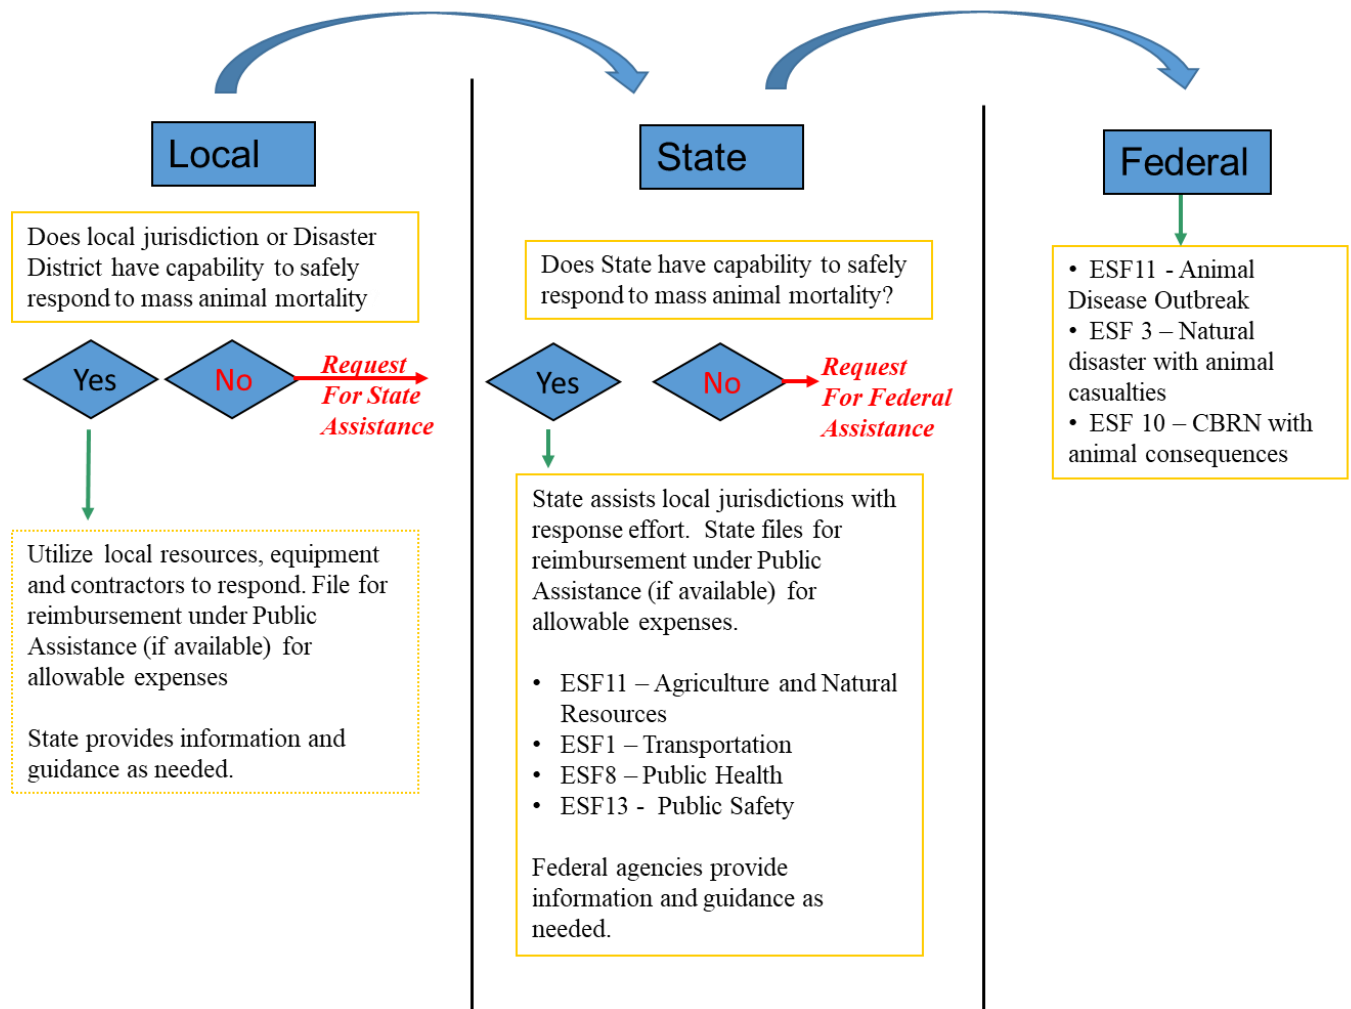 Local
Does local jurisdiction or Disaster
District have capability to safely
respond to mass animal mortality
Yes
No
Request
For State
Assistance
Utilize local resources, equipment
and contractors to respond. File for
reimbursement under Public
Assistance (if available) for
allowable expenses
State provides information and
guidance as needed.
State
Does State have capability to safely
respond to mass animal mortality?
Yes
No
Request
For Federal
Assistance
State assists local jurisdictions with
response effort. State files for
reimbursement under Public
Assistance (if available) for
allowable expenses.
• ESF11 – Agriculture and Natural
Resources
• ESF1 – Transportation
• ESF8 – Public Health
• ESF13 - Public Safety
Federal agencies provide
information and guidance as
needed.
Federal
• ESF11 - Animal
Disease Outbreak
• ESF 3 – Natural
disaster with animal
casualties
• ESF 10 – CBRN with
animal consequences